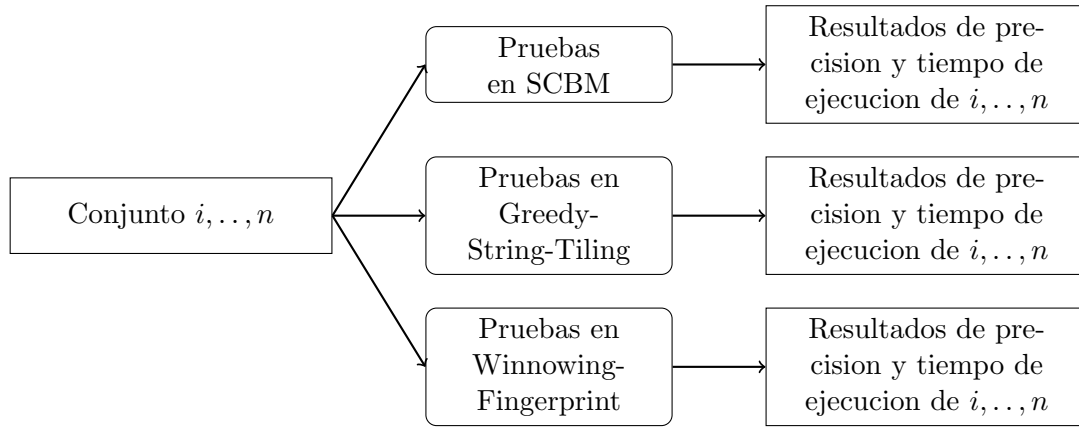 Pruebas
en SCBM
Resultados de pre-
cision y tiempo de
ejecucion de i, . . , n
Conjunto i, . . , n
Pruebas en
Greedy-
String-Tiling
Resultados de pre-
cision y tiempo de
ejecucion de i, . . , n
Pruebas en
Winnowing-
Fingerprint
Resultados de pre-
cision y tiempo de
ejecucion de i, . . , n